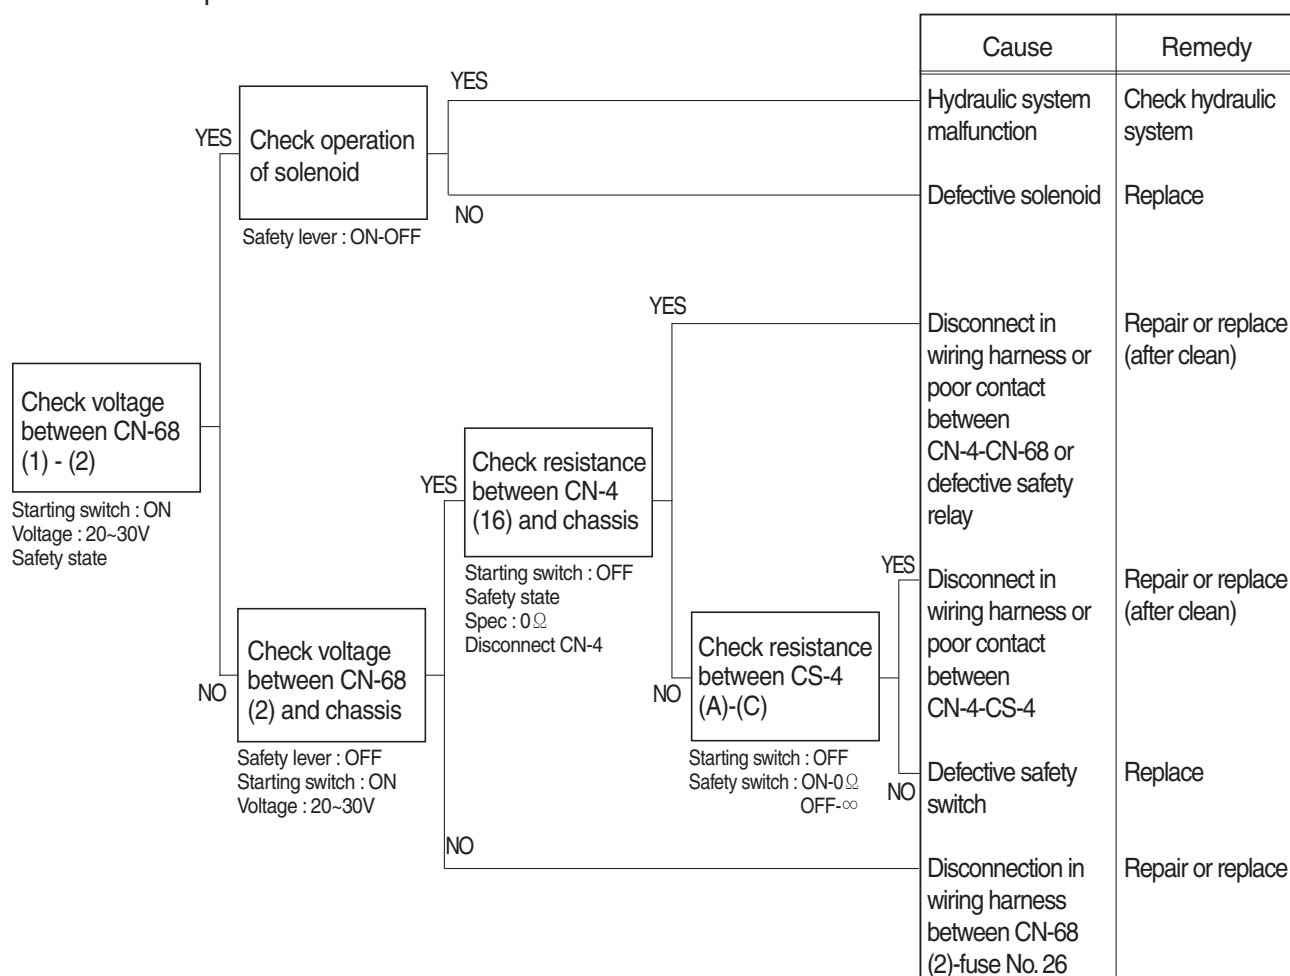 Cause
Remedy
YES
Hydraulic system
malfunction
Check hydraulic
system
YES
Check operation
of solenoid
NO
Defective solenoid
Replace
Safety lever : ON-OFF
YES
Disconnect in
wiring harness or
poor contact
between
CN-4-CN-68 or
defective safety
relay
Repair or replace
(after clean)
Check voltage
between CN-68
(1) - (2)
Starting switch : ON
Voltage : 20~30V
Safety state
YES
Check resistance
between CN-4
(16) and chassis
Starting switch : OFF
Safety state
Spec : 0Ω
Disconnect CN-4
YES
Disconnect in
wiring harness or
poor contact
between
CN-4-CS-4
Repair or replace
(after clean)
NO
Check voltage
between CN-68
(2) and chassis
Safety lever : OFF
Starting switch : ON
Voltage : 20~30V
NO
Check resistance
between CS-4
(A)-(C)
Starting switch : OFF
Safety switch : ON-0Ω
OFF-∞
NO
Defective safety
switch
Replace
NO
Disconnection in
wiring harness
between CN-68
(2)-fuse No. 26
Repair or replace